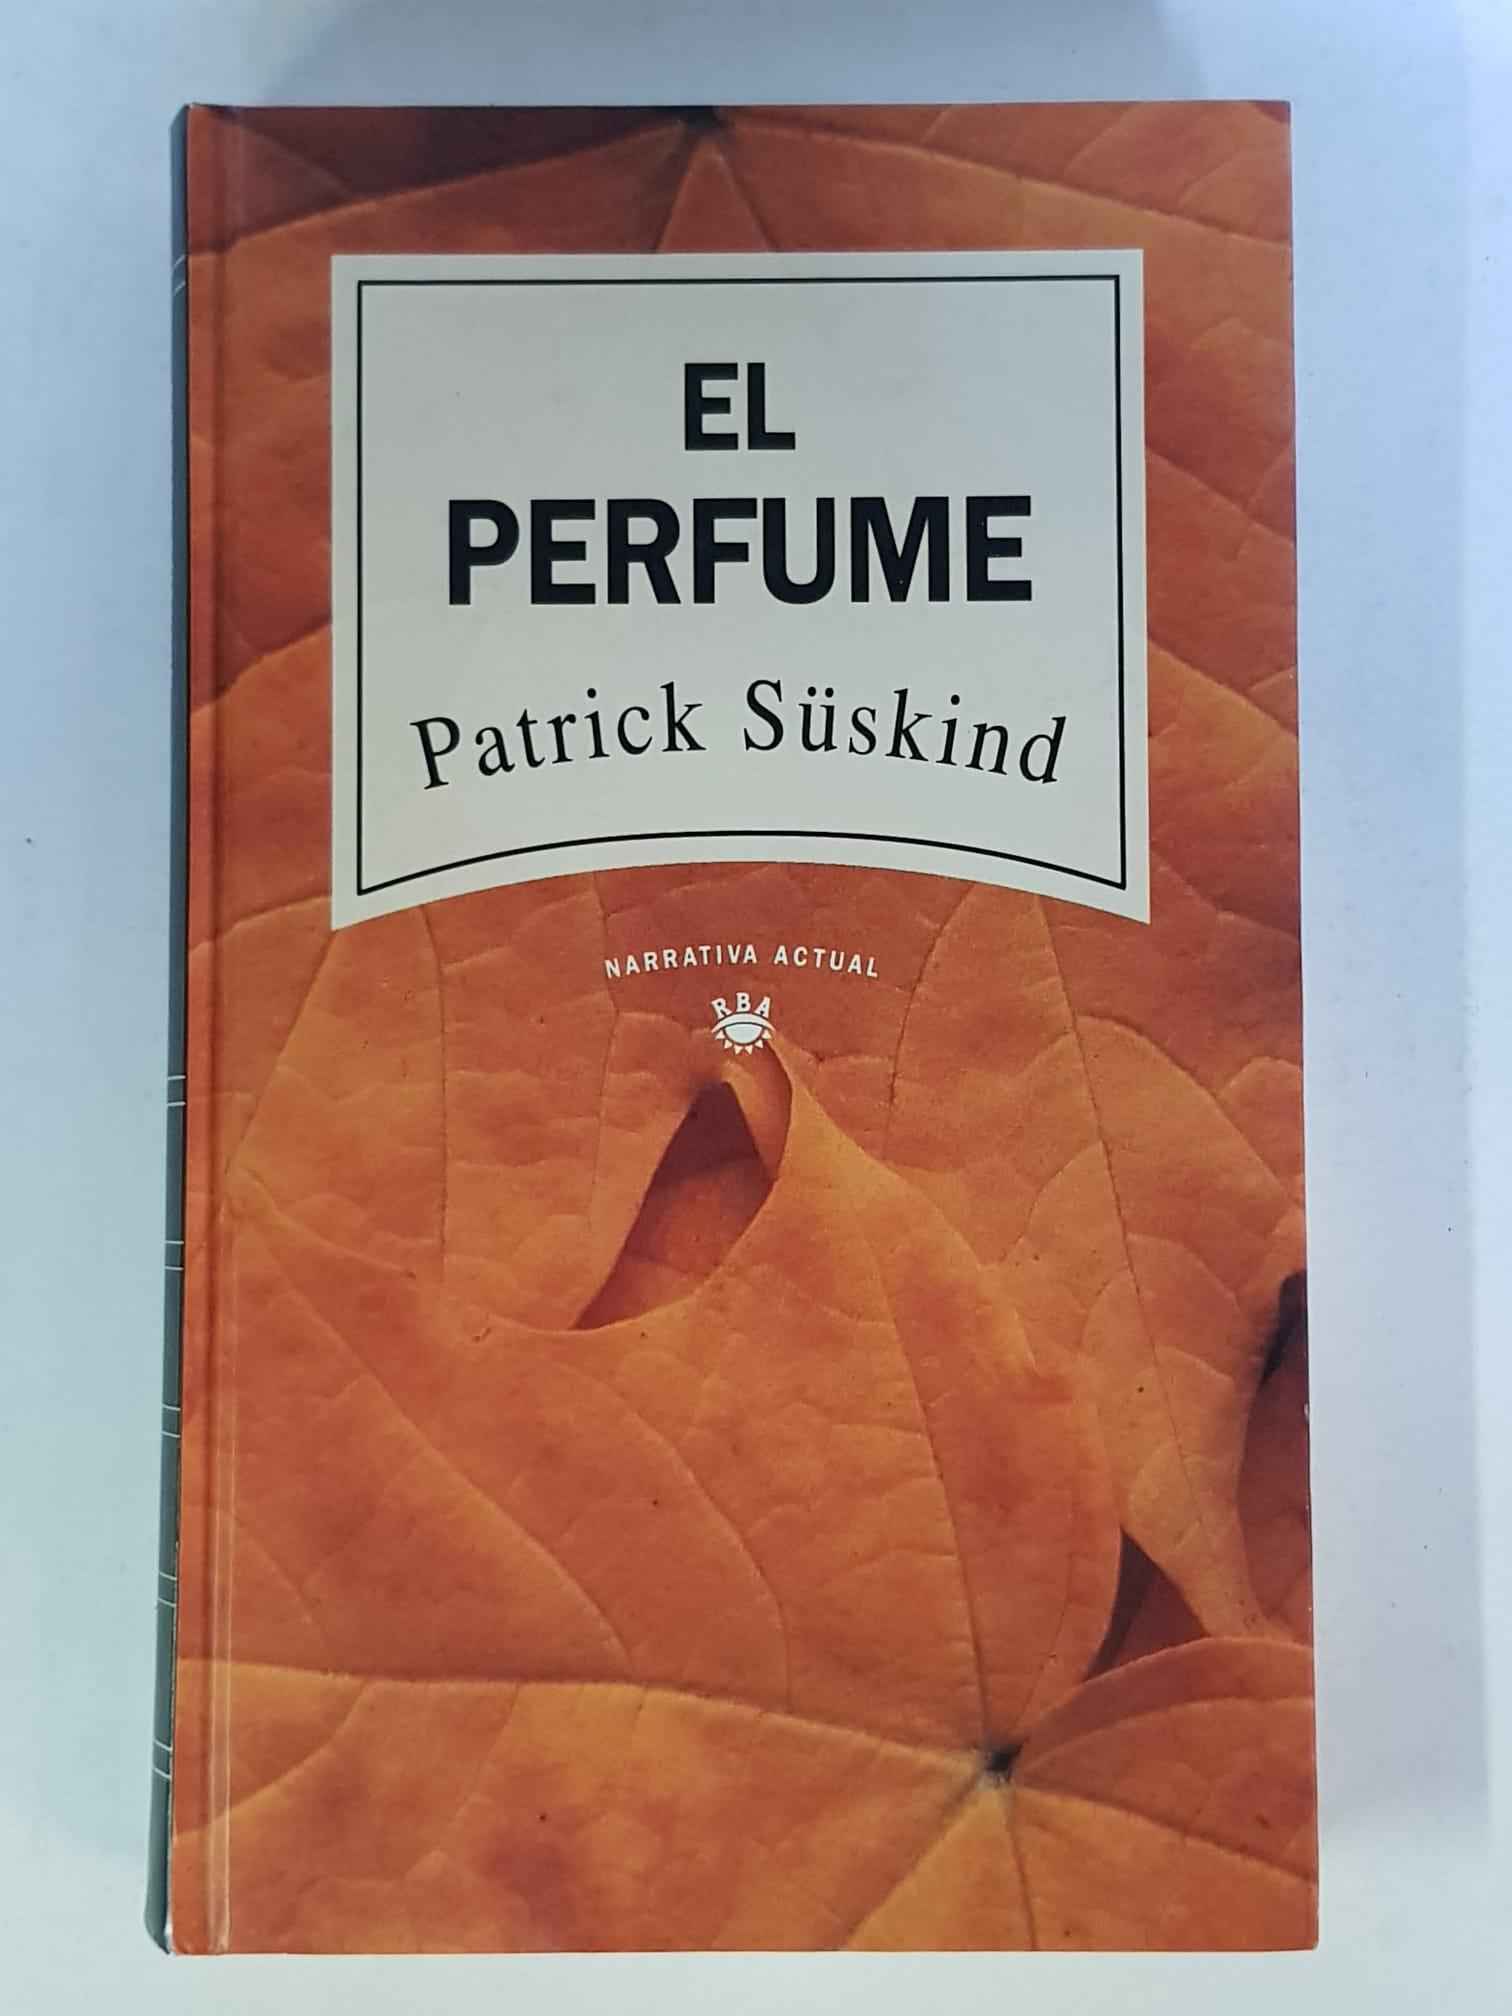 EL
PERFUME
Patrick Süskind
NARRATIVA ACTUAL
RBA